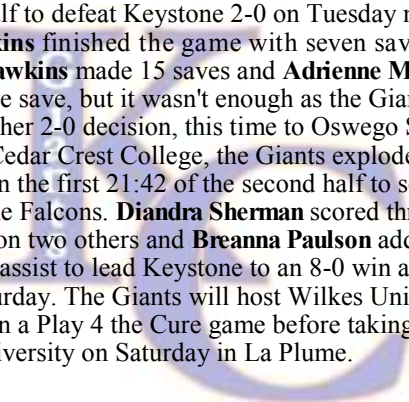 lf to defeat Keystone 2-0 on Tuesday
kins finished the game with seven sav
awkins made 15 saves and Adrienne M
e save, but it wasn't enough as the Gia
her 2-0 decision, this time to Oswego S
Cedar Crest College, the Giants explode
n the first 21:42 of the second half to s
e Falcons. Diandra Sherman scored th
on two others and Breanna Paulson ad
assist to lead Keystone to an 8-0 win a
urday. The Giants will host Wilkes Uni
n a Play 4 the Cure game before taking
iversity on Saturday in La Plume.